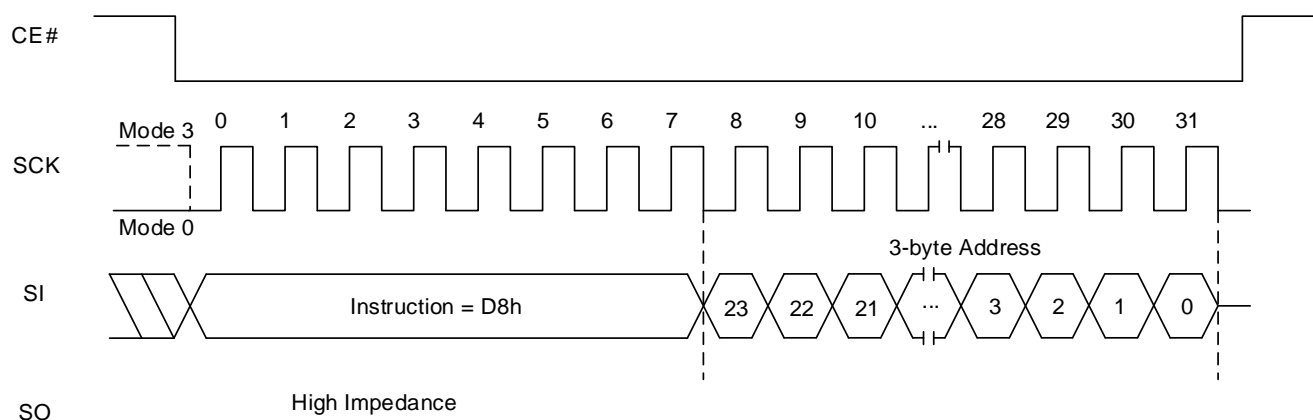 CE#
0 1 2 3 4 5 6 7 8 9 10 ... 28 29 30 31
Mode 3
SCK
Mode 0
3-byte Address
SI
Instruction = D8h 23 22 21 ... 3 2 1 0
High Impedance
SO